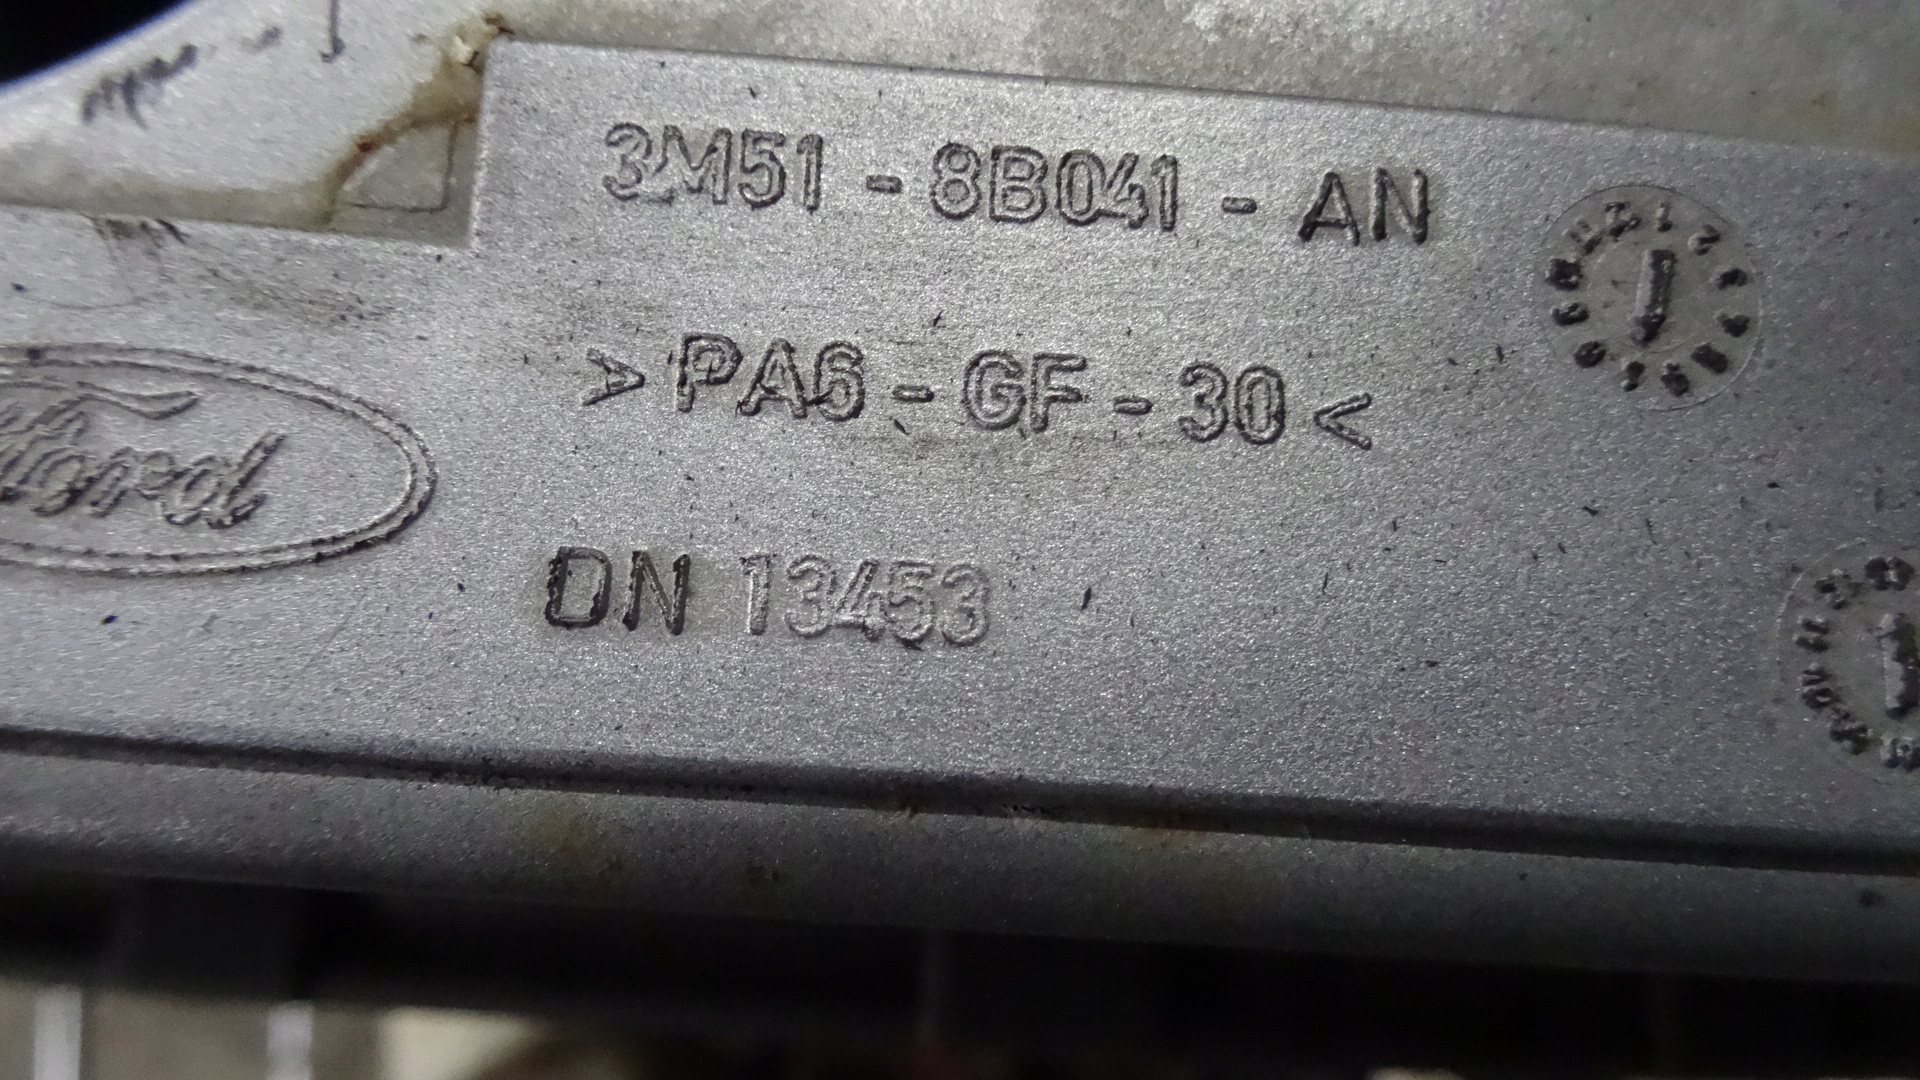 3M51 - 8B041 - AN
> PA6 - GF - 30 <
Ford
DN 13453